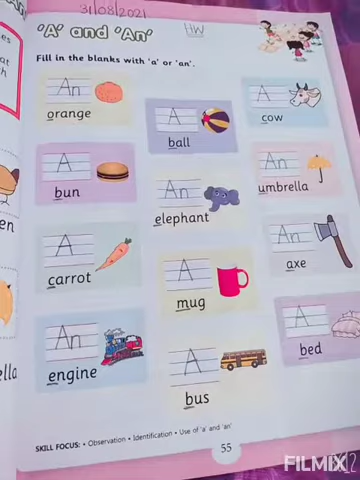 31/08/2021
HW
'A' and 'An'
Fill in the blanks with 'a' or 'an'.
An
orange
A
ball
A
cow
A
bun
An
elephant
An
umbrella
A
carrot
A
mug
An
axe
An
engine
A
bus
A
bed
SKILL FOCUS: • Observation • Identification • Use of 'a' and 'an'
55
FILMIX